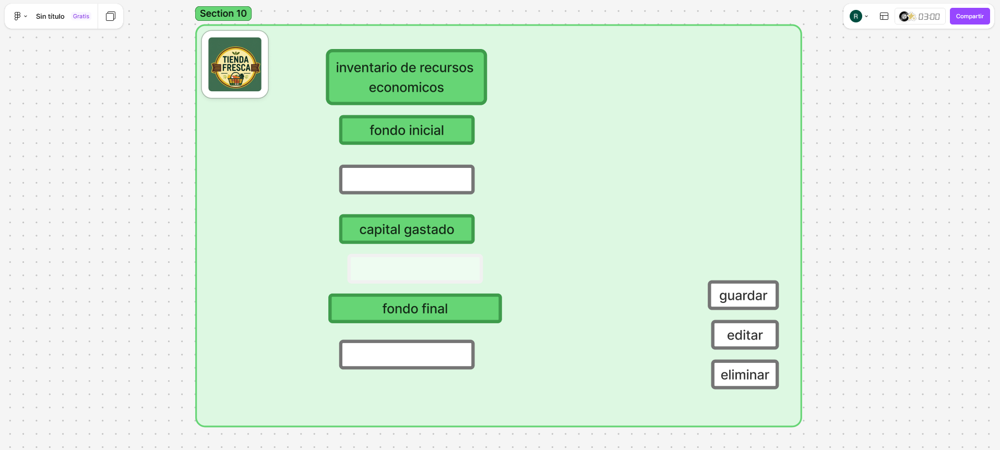 Sin título
Gratis
Section 10
R
03:00
Compartir
TIENDA
FRESCA
inventario de recursos
economicos
fondo inicial
capital gastado
fondo final
guardar
editar
eliminar